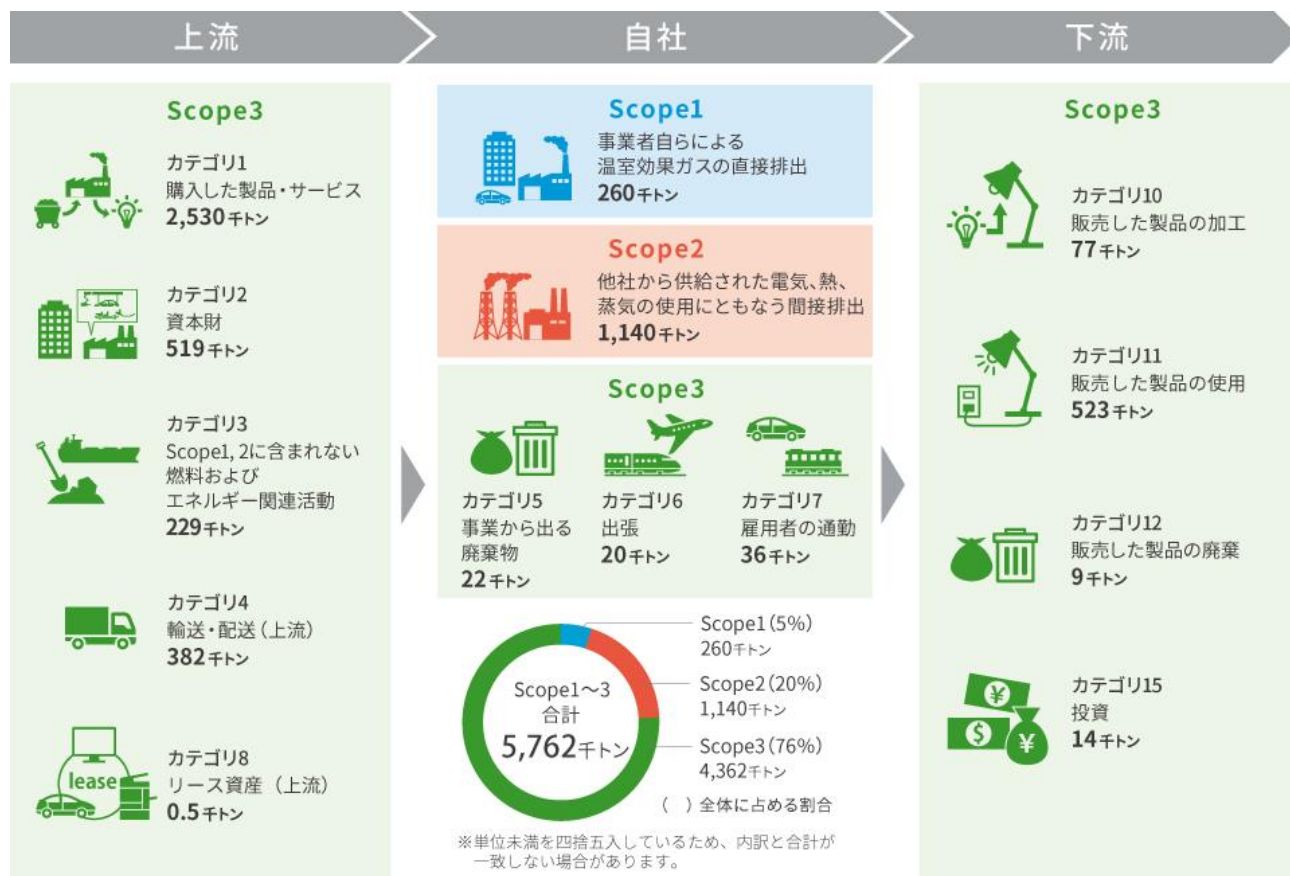 上流
自社
下流
Scope3
カテゴリ1
購入した製品・サービス
2,530千トン
カテゴリ2
資本財
519千トン
カテゴリ3
Scope1, 2に含まれない
燃料および
エネルギー関連活動
229千トン
カテゴリ4
輸送・配送（上流）
382千トン
lease
カテゴリ8
リース資産（上流）
0.5千トン
Scope1
事業者自らによる
温室効果ガスの直接排出
260千トン
Scope2
他社から供給された電気、熱、
蒸気の使用にともなう間接排出
1,140千トン
Scope3
カテゴリ5
事業から出る
廃棄物
22千トン
カテゴリ6
出張
20千トン
カテゴリ7
雇用者の通勤
36千トン
Scope1～3
合計
5,762千トン
Scope1（5%）
260千トン
Scope2（20%）
1,140千トン
Scope3（76%）
4,362千トン
（　）全体に占める割合
※単位未満を四捨五入しているため、内訳と合計が
一致しない場合があります。
Scope3
カテゴリ10
販売した製品の加工
77千トン
カテゴリ11
販売した製品の使用
523千トン
カテゴリ12
販売した製品の廃棄
9千トン
¥
$
¥
カテゴリ15
投資
14千トン